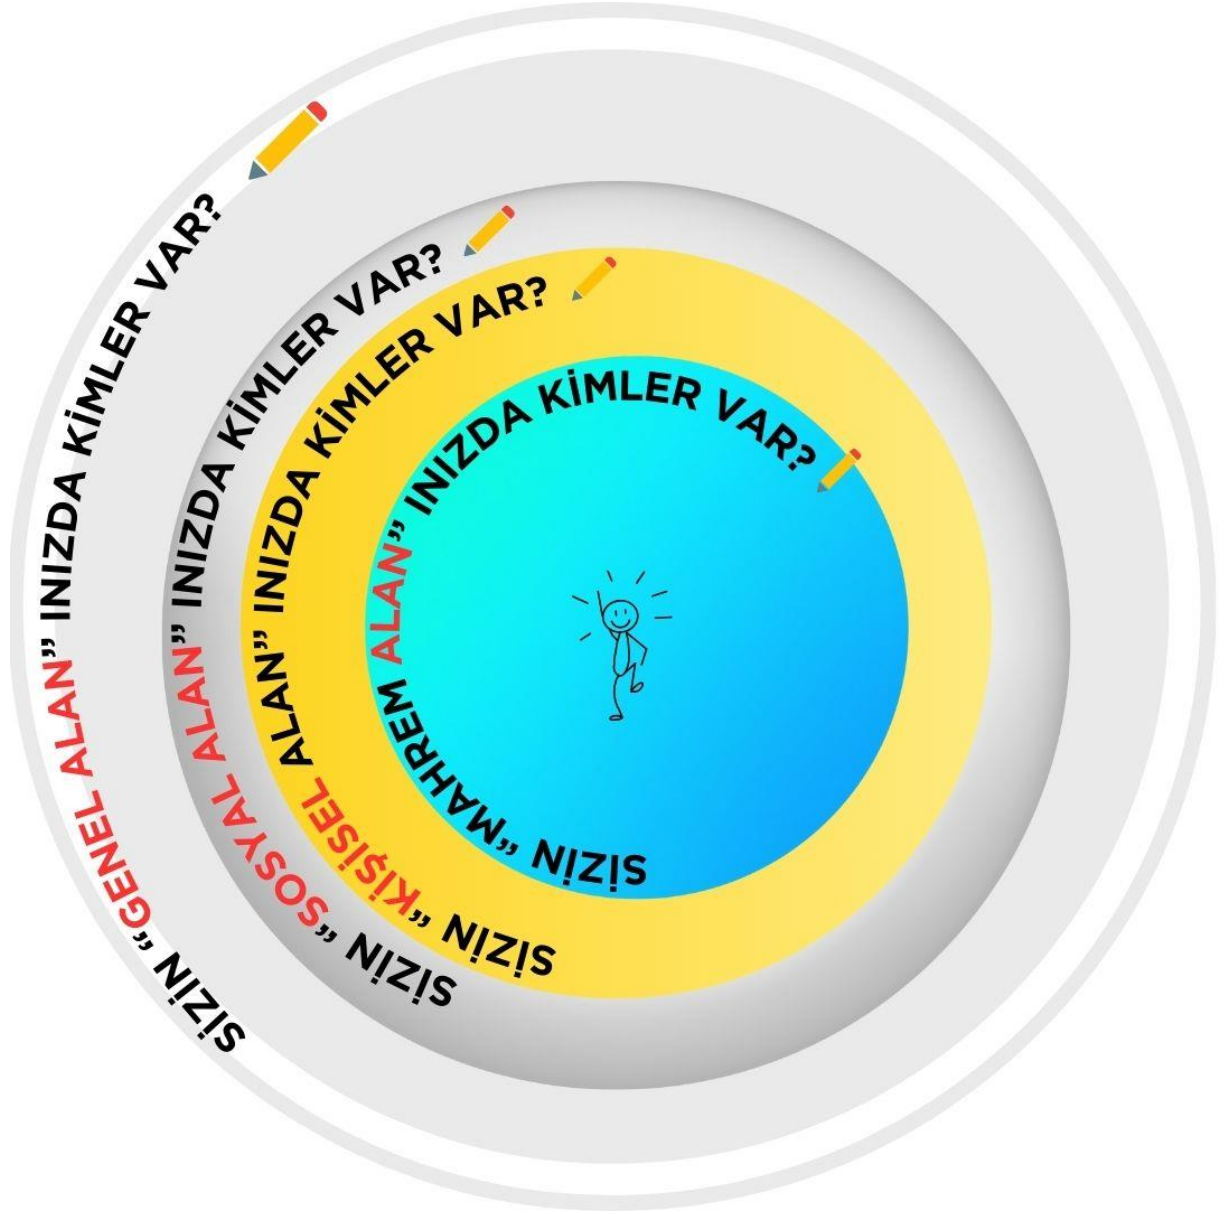 SİZİN "GENEL ALAN" INIZDA KİMLER VAR?
SİZİN "SOSYAL ALAN" INIZDA KİMLER VAR?
SİZİN "KİŞİSEL ALAN" INIZDA KİMLER VAR?
SİZİN "MAHREM ALAN" INIZDA KİMLER VAR?